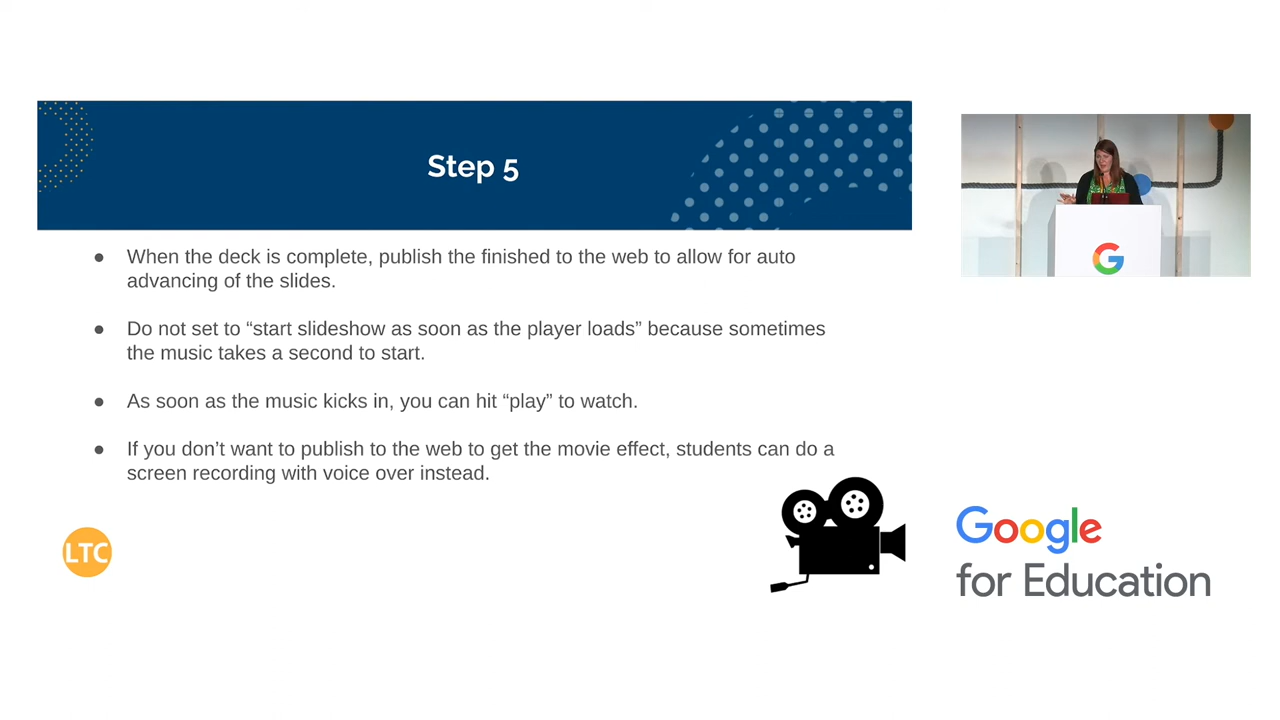 Step 5
● When the deck is complete, publish the finished to the web to allow for auto
advancing of the slides.
● Do not set to “start slideshow as soon as the player loads” because sometimes
the music takes a second to start.
● As soon as the music kicks in, you can hit “play” to watch.
● If you don’t want to publish to the web to get the movie effect, students can do a
screen recording with voice over instead.
LTC
G
Google
for Education